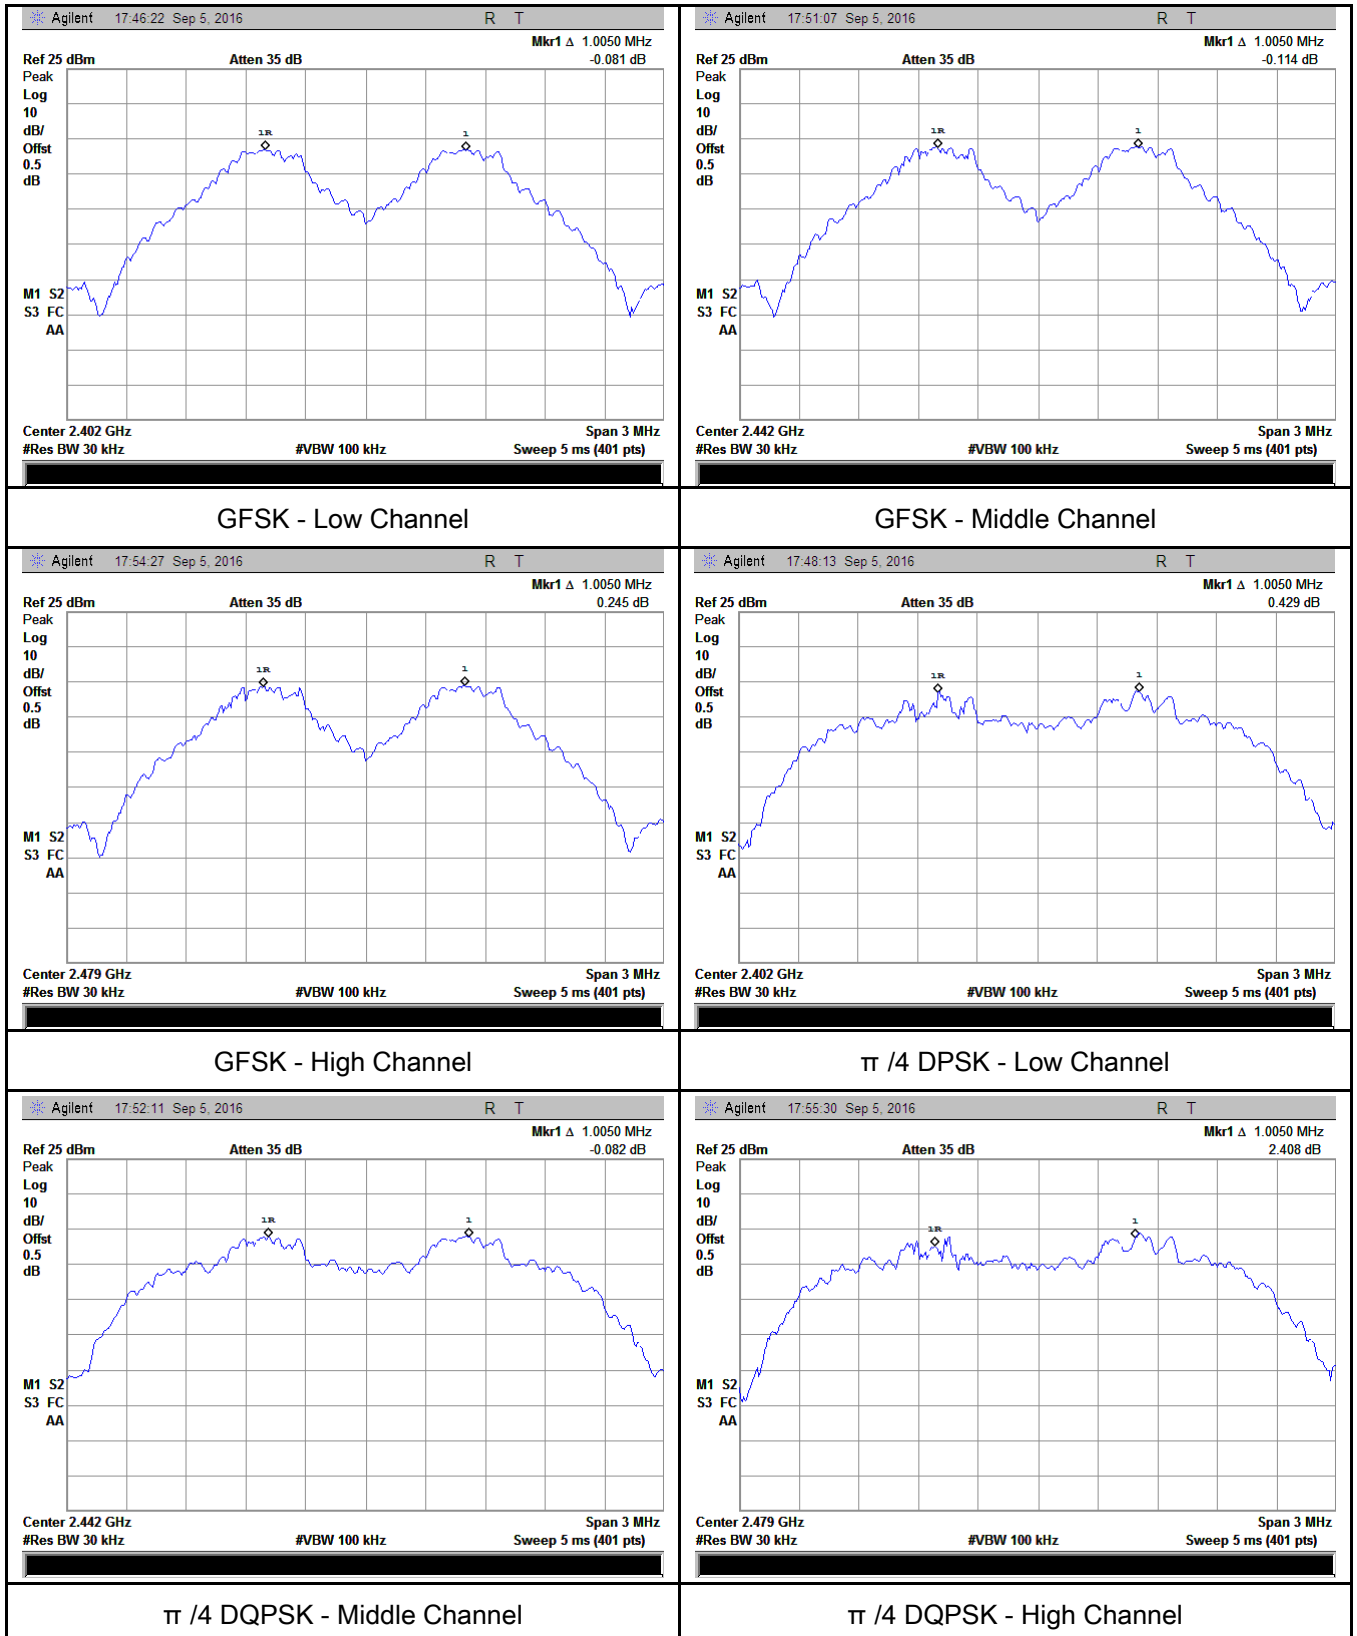 Agilent 17:46:22 Sep 5, 2016 R T
Mkr1 Δ 1.0050 MHz
Ref 25 dBm Atten 35 dB -0.081 dB
Peak
Log
10
dB/
Offst
0.5
dB
1R 1
M1 S2
S3 FC
AA
Center 2.402 GHz Span 3 MHz
#Res BW 30 kHz #VBW 100 kHz Sweep 5 ms (401 pts)
GFSK - Low Channel
Agilent 17:51:07 Sep 5, 2016 R T
Mkr1 Δ 1.0050 MHz
Ref 25 dBm Atten 35 dB -0.114 dB
Peak
Log
10
dB/
Offst
0.5
dB
1R 1
M1 S2
S3 FC
AA
Center 2.442 GHz Span 3 MHz
#Res BW 30 kHz #VBW 100 kHz Sweep 5 ms (401 pts)
GFSK - Middle Channel
Agilent 17:54:27 Sep 5, 2016 R T
Mkr1 Δ 1.0050 MHz
Ref 25 dBm Atten 35 dB 0.245 dB
Peak
Log
10
dB/
Offst
0.5
dB
1R 1
M1 S2
S3 FC
AA
Center 2.479 GHz Span 3 MHz
#Res BW 30 kHz #VBW 100 kHz Sweep 5 ms (401 pts)
GFSK - High Channel
Agilent 17:48:13 Sep 5, 2016 R T
Mkr1 Δ 1.0050 MHz
Ref 25 dBm Atten 35 dB 0.429 dB
Peak
Log
10
dB/
Offst
0.5
dB
1R 1
M1 S2
S3 FC
AA
Center 2.402 GHz Span 3 MHz
#Res BW 30 kHz #VBW 100 kHz Sweep 5 ms (401 pts)
π /4 DPSK - Low Channel
Agilent 17:52:11 Sep 5, 2016 R T
Mkr1 Δ 1.0050 MHz
Ref 25 dBm Atten 35 dB -0.082 dB
Peak
Log
10
dB/
Offst
0.5
dB
1R 1
M1 S2
S3 FC
AA
Center 2.442 GHz Span 3 MHz
#Res BW 30 kHz #VBW 100 kHz Sweep 5 ms (401 pts)
π /4 DQPSK - Middle Channel
Agilent 17:55:30 Sep 5, 2016 R T
Mkr1 Δ 1.0050 MHz
Ref 25 dBm Atten 35 dB 2.408 dB
Peak
Log
10
dB/
Offst
0.5
dB
1R 1
M1 S2
S3 FC
AA
Center 2.479 GHz Span 3 MHz
#Res BW 30 kHz #VBW 100 kHz Sweep 5 ms (401 pts)
π /4 DQPSK - High Channel